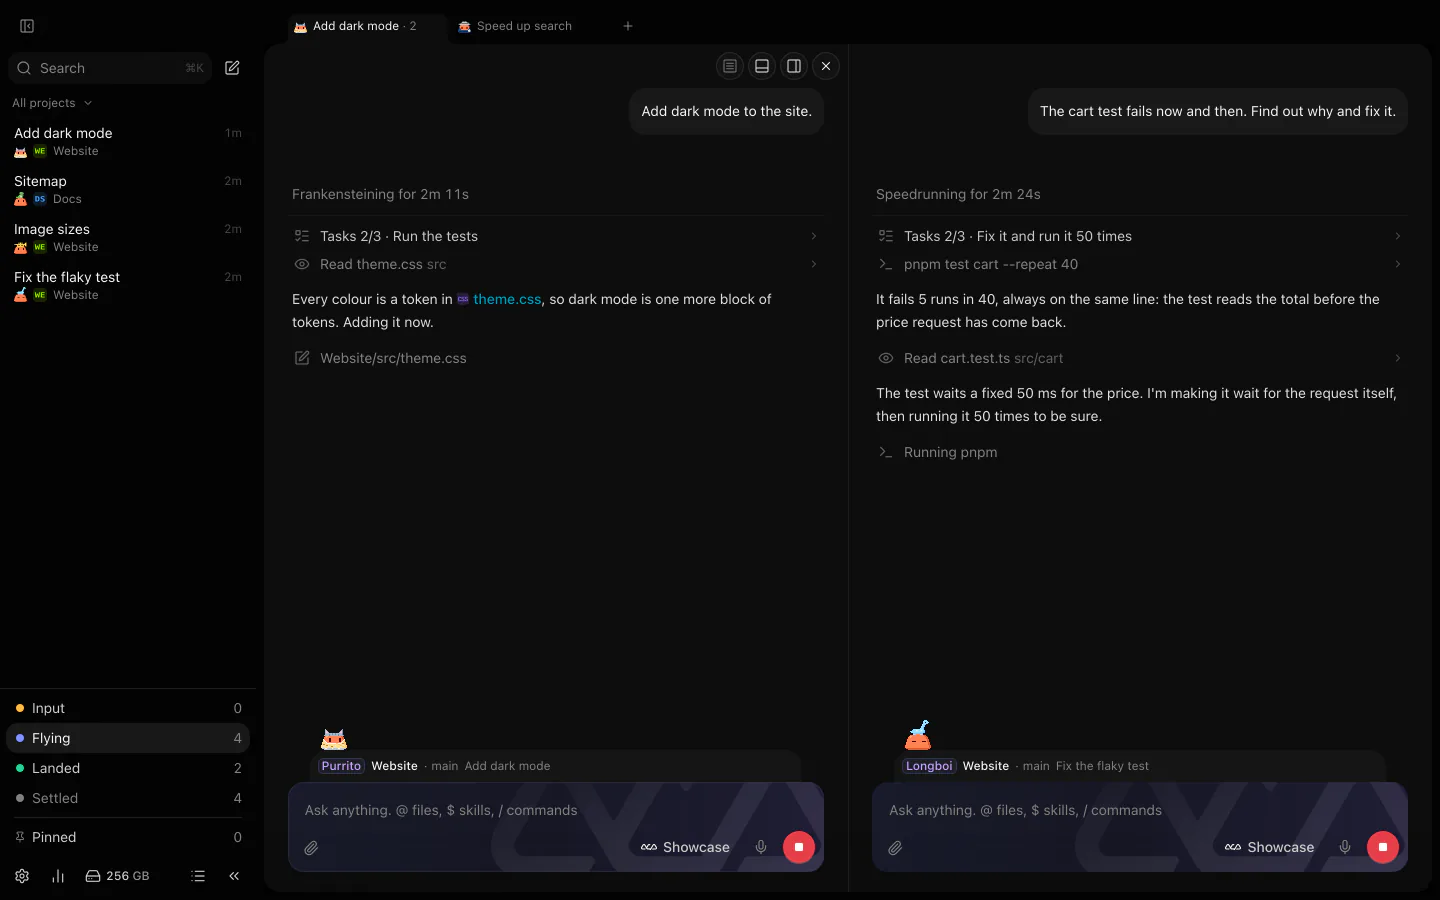 Add dark mode · 2
Speed up search
Search
⌘K
All projects
Add dark mode 1m
WE Website
Sitemap 2m
DS Docs
Image sizes 2m
WE Website
Fix the flaky test 2m
WE Website
Input 0
Flying 4
Landed 2
Settled 4
Pinned 0
256 GB
Add dark mode to the site.
Frankensteining for 2m 11s
Tasks 2/3 · Run the tests
Read theme.css src
Every colour is a token in CSS theme.css, so dark mode is one more block of
tokens. Adding it now.
Website/src/theme.css
Purrito Website · main Add dark mode
Ask anything. @ files, $ skills, / commands
Showcase
The cart test fails now and then. Find out why and fix it.
Speedrunning for 2m 24s
Tasks 2/3 · Fix it and run it 50 times
pnpm test cart --repeat 40
It fails 5 runs in 40, always on the same line: the test reads the total before the
price request has come back.
Read cart.test.ts src/cart
The test waits a fixed 50 ms for the price. I'm making it wait for the request itself,
then running it 50 times to be sure.
Running pnpm
Longboi Website · main Fix the flaky test
Ask anything. @ files, $ skills, / commands
Showcase